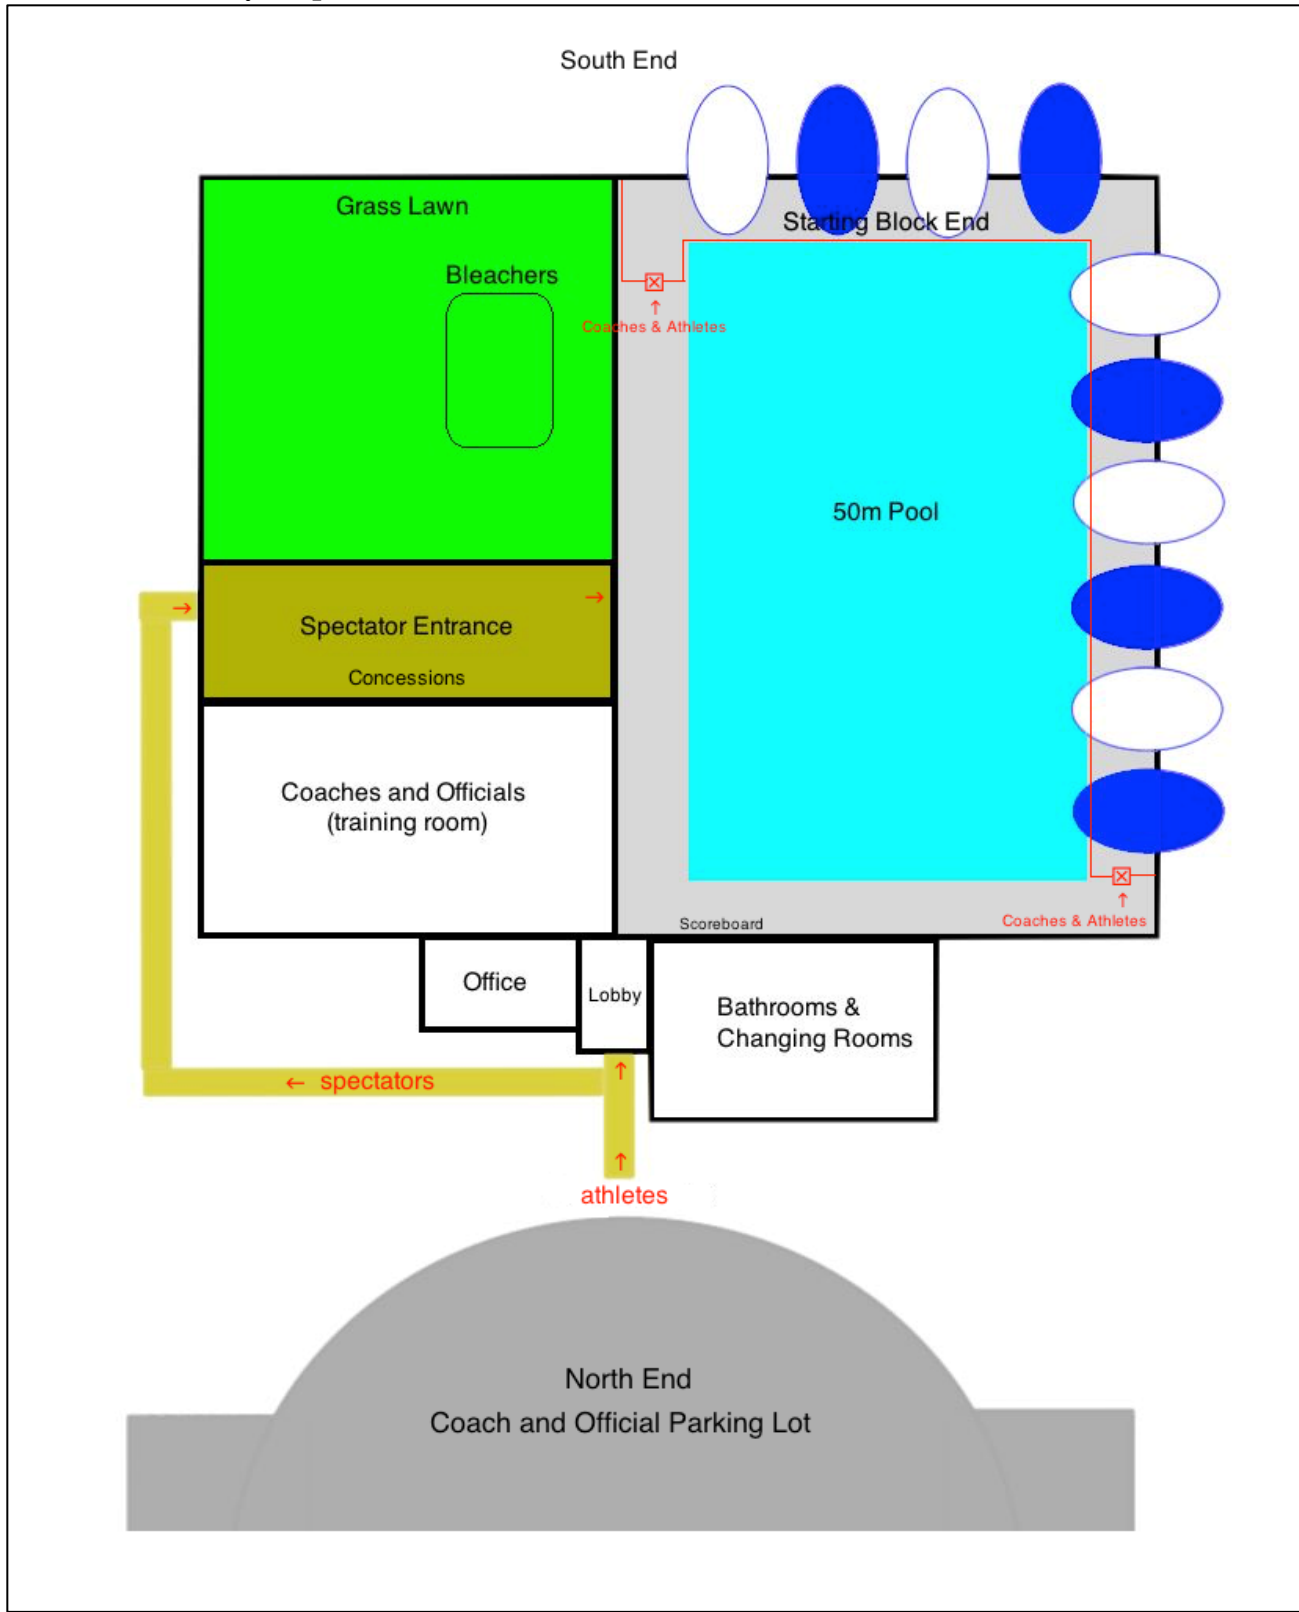 South End
Grass Lawn
Starting Block End
Bleachers
↑
Coaches & Athletes
50m Pool
→
→
Spectator Entrance
Concessions
Coaches and Officials
(training room)
↑
Coaches & Athletes
Scoreboard
Office
Lobby
Bathrooms &
Changing Rooms
↑
← spectators
↑
athletes
North End
Coach and Official Parking Lot